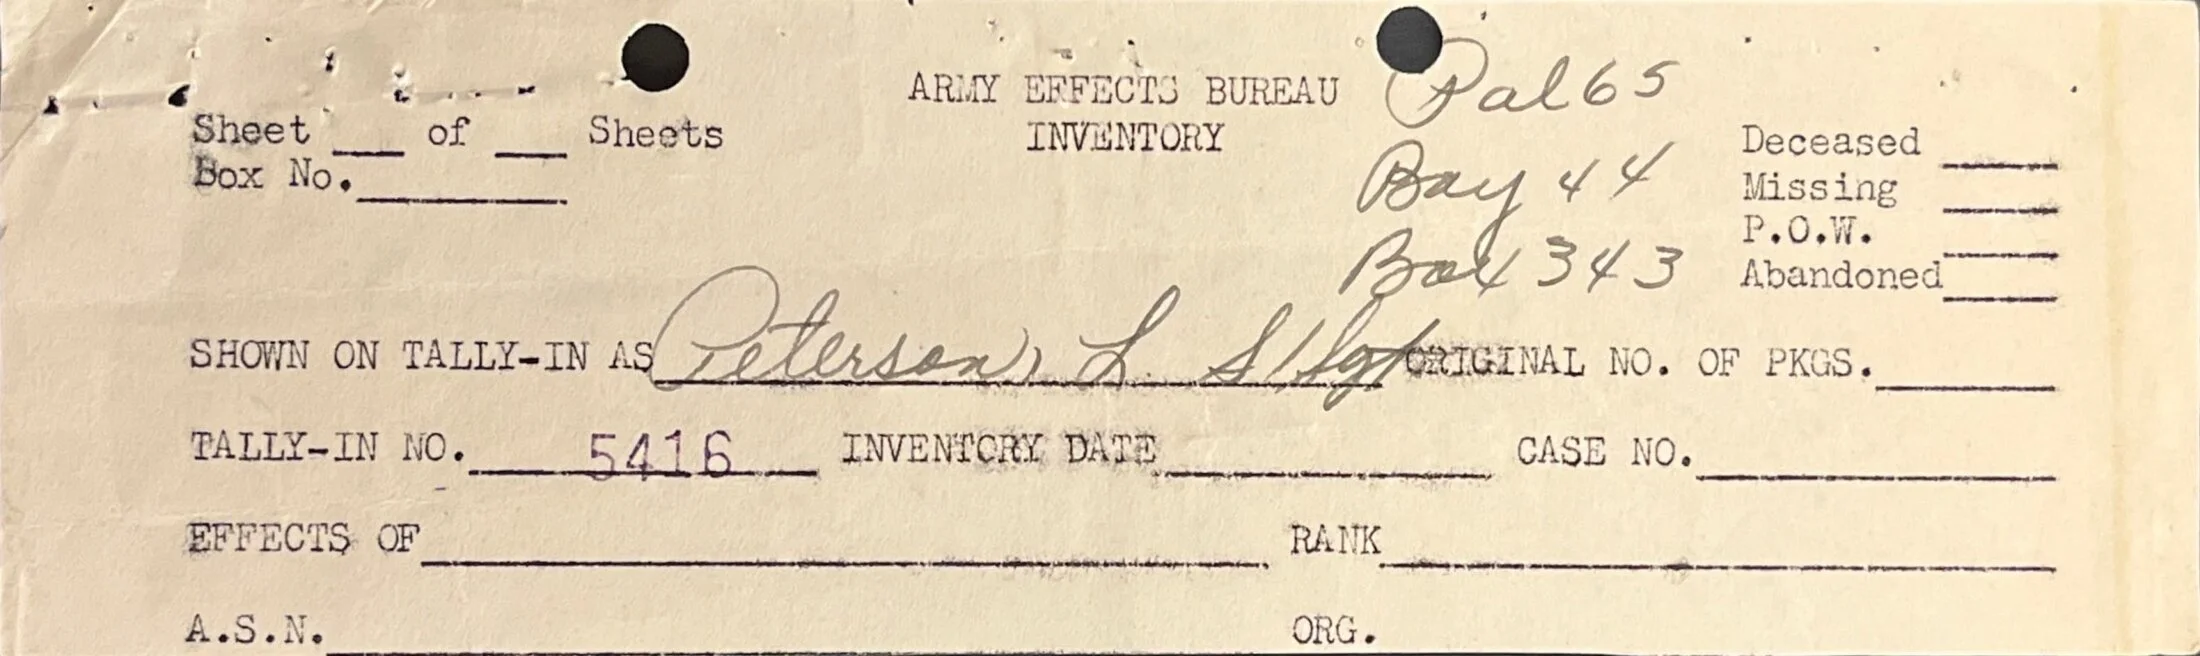 ARMY EFFECTS BUREAU
INVENTORY
Pal 65
Bay 44
Box 343
Sheet ___ of ___ Sheets
Box No.
Deceased
Missing
P.O.W.
Abandoned
SHOWN ON TALLY-IN AS Peterson, L. S/Sgt ORIGINAL NO. OF PKGS.
TALLY-IN NO. 5416 INVENTORY DATE CASE NO.
EFFECTS OF RANK
A.S.N. ORG.